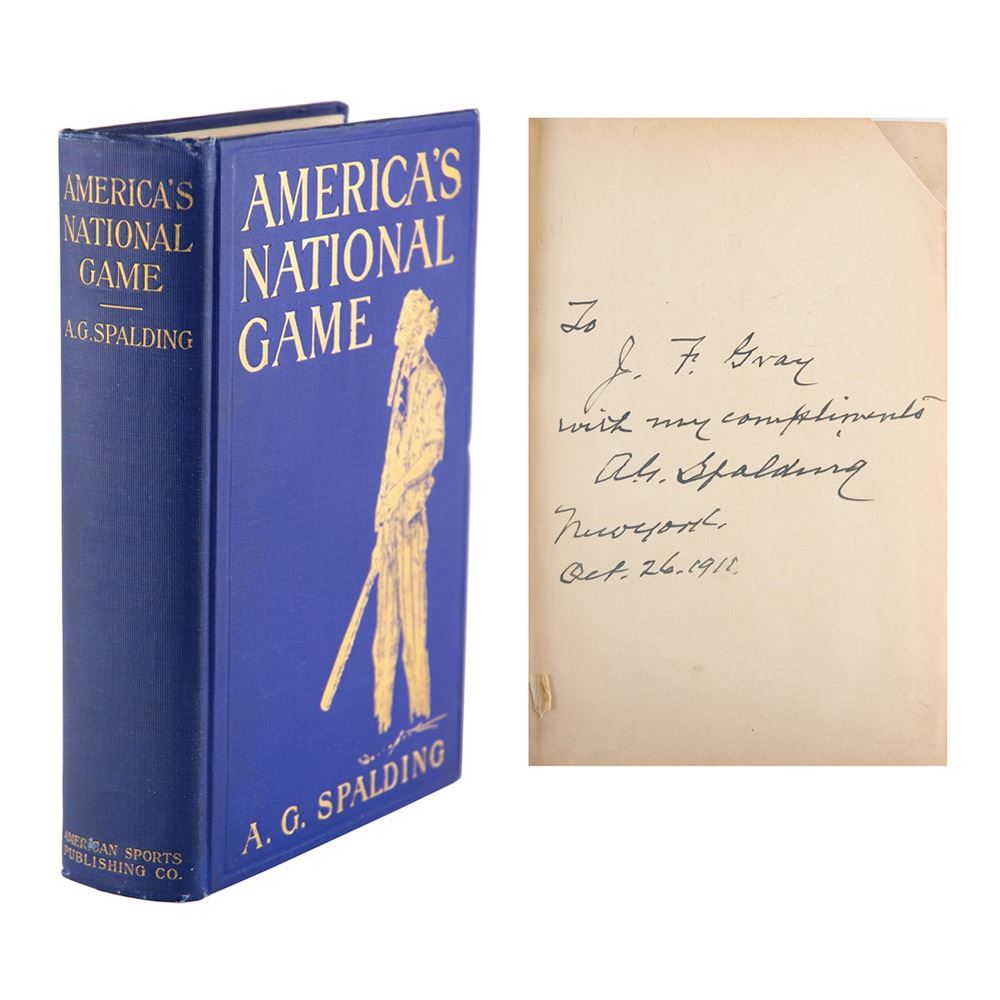 AMERICA'S
NATIONAL
GAME
A.G. SPALDING
AMERICAN SPORTS
PUBLISHING CO.
AMERICA'S
NATIONAL
GAME
A. G. SPALDING
To
J. F. Gray
with my compliments
A.G. Spalding
New York.
Oct. 26. 1911.